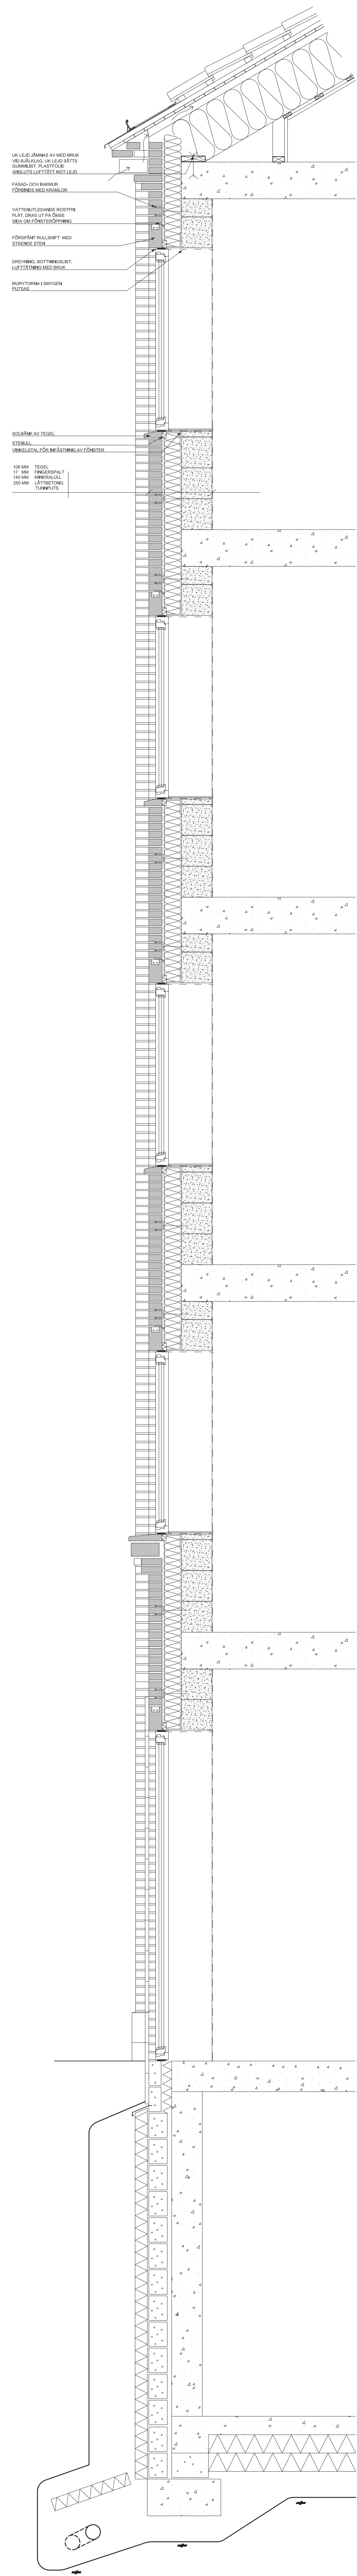 UK LEJD JÄMNAS AV MED BRUK
VID BJÄLKLAG, UK LEJD SÄTTS
GUMMILIST, PLASTFOLIE
ANSLUTS LUFTTÄTT MOT LEJD
FASAD- OCH BAKMUR
FÖRBINDS MED KRAMLOR
VATTENUTLEDANDE ROSTFRI
PLÅT, DRAS UT PÅ ÖMSE
SIDA OM FÖNSTERÖPPNING
FÖRSPÄNT RULLSKIFT MED
STÅENDE STEN
DREVNING, BOTTNINGSLIST,
LUFTTÄTNING MED BRUK
MURYTORNA I SMYGEN
PUTSAS
SOLBÄNK AV TEGEL
STENULL
VINKELSTÅL FÖR INFÄSTNING AV FÖNSTER
108 MM TEGEL
17 MM FINGERSPALT
140 MM MINERALULL
250 MM LÄTTBETONG
TUNNPUTS